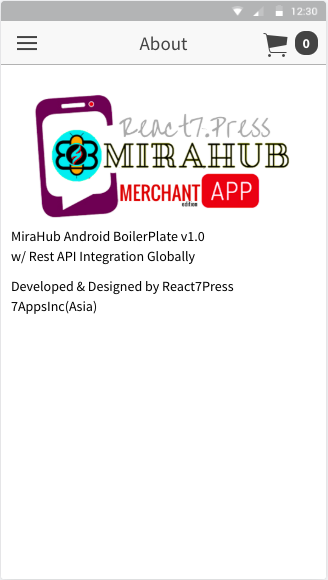 12:30
About
0
React7.Press
MIRAHUB
MERCHANT APP
edition
MiraHub Android BoilerPlate v1.0
w/ Rest API Integration Globally
Developed & Designed by React7Press
7AppsInc(Asia)